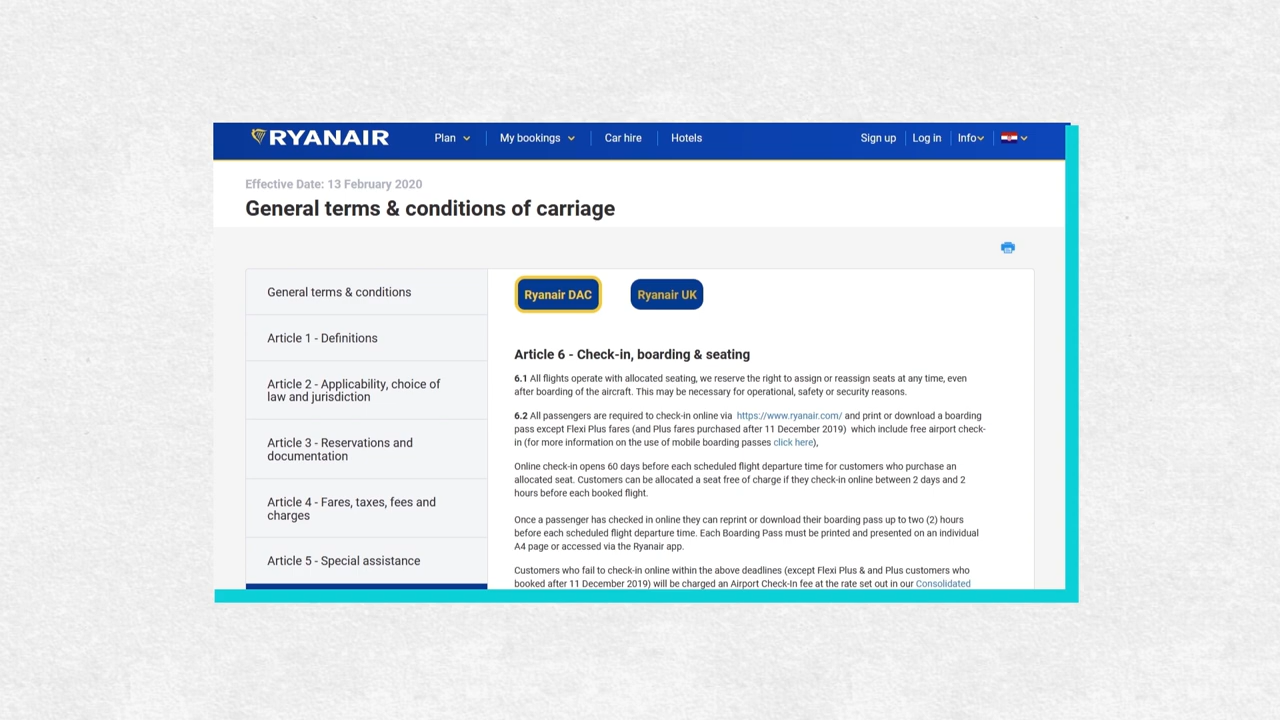 RYANAIR Plan My bookings Car hire Hotels Sign up Log in Info
Effective Date: 13 February 2020
General terms & conditions of carriage
General terms & conditions
Article 1 - Definitions
Article 2 - Applicability, choice of
law and jurisdiction
Article 3 - Reservations and
documentation
Article 4 - Fares, taxes, fees and
charges
Article 5 - Special assistance
Ryanair DAC Ryanair UK
Article 6 - Check-in, boarding & seating
6.1 All flights operate with allocated seating, we reserve the right to assign or reassign seats at any time, even
after boarding of the aircraft. This may be necessary for operational, safety or security reasons.
6.2 All passengers are required to check-in online via https://www.ryanair.com/ and print or download a boarding
pass except Flexi Plus fares (and Plus fares purchased after 11 December 2019) which include free airport check-
in (for more information on the use of mobile boarding passes click here),
Online check-in opens 60 days before each scheduled flight departure time for customers who purchase an
allocated seat. Customers can be allocated a seat free of charge if they check-in online between 2 days and 2
hours before each booked flight.
Once a passenger has checked in online they can reprint or download their boarding pass up to two (2) hours
before each scheduled flight departure time. Each Boarding Pass must be printed and presented on an individual
A4 page or accessed via the Ryanair app.
Customers who fail to check-in online within the above deadlines (except Flexi Plus & and Plus customers who
booked after 11 December 2019) will be charged an Airport Check-In fee at the rate set out in our Consolidated